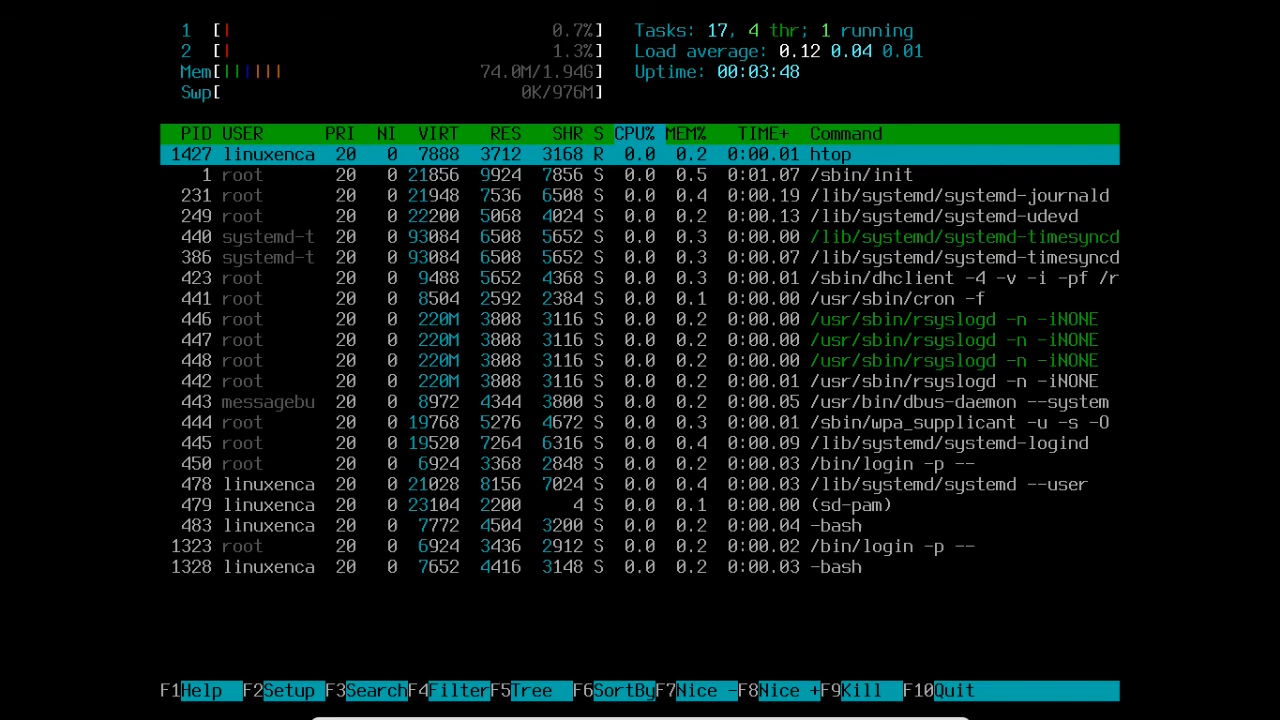 1 [| 0.7%] Tasks: 17, 4 thr; 1 running
2 [| 1.3%] Load average: 0.12 0.04 0.01
Mem[|||||| 74.0M/1.94G] Uptime: 00:03:48
Swp[ 0K/976M]
PID USER PRI NI VIRT RES SHR S CPU% MEM% TIME+ Command
1427 linuxenca 20 0 7888 3712 3168 R 0.0 0.2 0:00.01 htop
1 root 20 0 21856 9924 7856 S 0.0 0.5 0:01.07 /sbin/init
231 root 20 0 21948 7536 6508 S 0.0 0.4 0:00.19 /lib/systemd/systemd-journald
249 root 20 0 22200 5068 4024 S 0.0 0.2 0:00.13 /lib/systemd/systemd-udevd
440 systemd-t 20 0 93084 6508 5652 S 0.0 0.3 0:00.00 /lib/systemd/systemd-timesyncd
386 systemd-t 20 0 93084 6508 5652 S 0.0 0.3 0:00.07 /lib/systemd/systemd-timesyncd
423 root 20 0 9488 5652 4368 S 0.0 0.3 0:00.01 /sbin/dhclient -4 -v -i -pf /r
441 root 20 0 8504 2592 2384 S 0.0 0.1 0:00.00 /usr/sbin/cron -f
446 root 20 0 220M 3808 3116 S 0.0 0.2 0:00.00 /usr/sbin/rsyslogd -n -iNONE
447 root 20 0 220M 3808 3116 S 0.0 0.2 0:00.00 /usr/sbin/rsyslogd -n -iNONE
448 root 20 0 220M 3808 3116 S 0.0 0.2 0:00.00 /usr/sbin/rsyslogd -n -iNONE
442 root 20 0 220M 3808 3116 S 0.0 0.2 0:00.01 /usr/sbin/rsyslogd -n -iNONE
443 messagebu 20 0 8972 4344 3800 S 0.0 0.2 0:00.05 /usr/bin/dbus-daemon --system
444 root 20 0 19768 5276 4672 S 0.0 0.3 0:00.01 /sbin/wpa_supplicant -u -s -O
445 root 20 0 19520 7264 6316 S 0.0 0.4 0:00.09 /lib/systemd/systemd-logind
450 root 20 0 6924 3368 2848 S 0.0 0.2 0:00.03 /bin/login -p --
478 linuxenca 20 0 21028 8156 7024 S 0.0 0.4 0:00.03 /lib/systemd/systemd --user
479 linuxenca 20 0 23104 2200 4 S 0.0 0.1 0:00.00 (sd-pam)
483 linuxenca 20 0 7772 4504 3200 S 0.0 0.2 0:00.04 -bash
1323 root 20 0 6924 3436 2912 S 0.0 0.2 0:00.02 /bin/login -p --
1328 linuxenca 20 0 7652 4416 3148 S 0.0 0.2 0:00.03 -bash
F1Help F2Setup F3SearchF4FilterF5Tree F6SortByF7Nice -F8Nice +F9Kill F10Quit